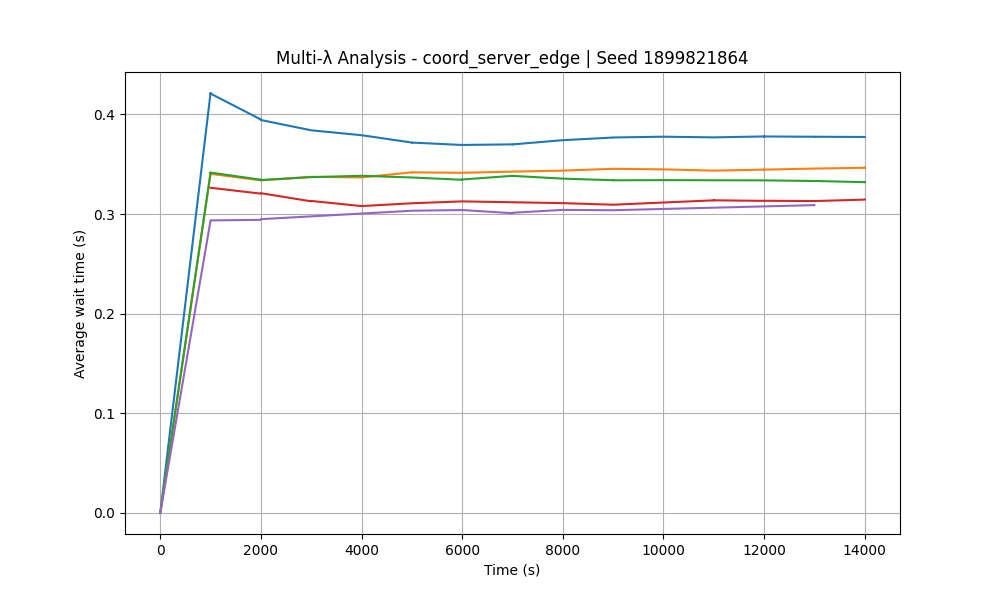 Multi-λ Analysis - coord_server_edge | Seed 1899821864
Average wait time (s)
0.4
0.3
0.2
0.1
0.0
0 2000 4000 6000 8000 10000 12000 14000
Time (s)